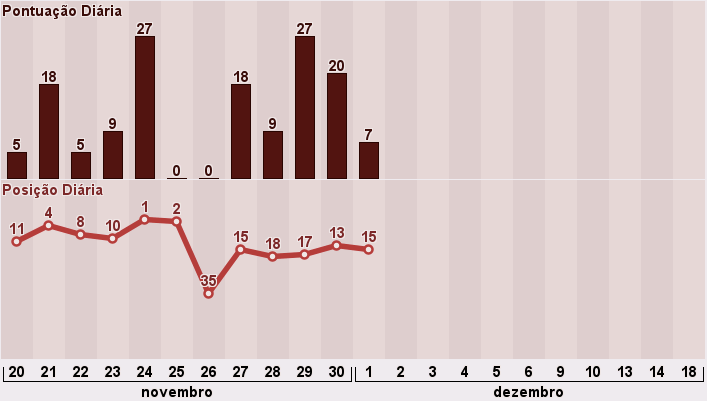 Pontuação Diária
5 18 5 9 27 0 0 18 9 27 20 7
Posição Diária
11 4 8 10 1 2 35 15 18 17 13 15
20 21 22 23 24 25 26 27 28 29 30 1 2 3 4 5 6 9 10 13 14 18
novembro dezembro